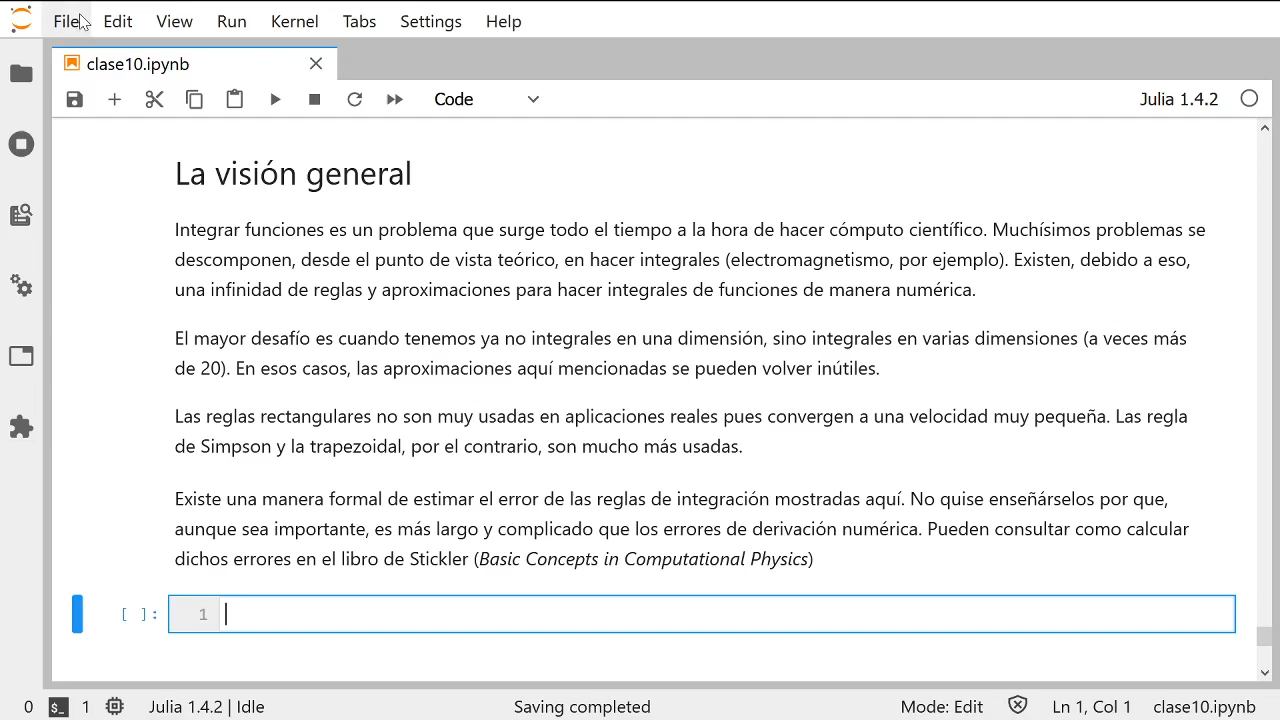 File Edit View Run Kernel Tabs Settings Help
clase10.ipynb
Code Julia 1.4.2
La visión general
Integrar funciones es un problema que surge todo el tiempo a la hora de hacer cómputo científico. Muchísimos problemas se
descomponen, desde el punto de vista teórico, en hacer integrales (electromagnetismo, por ejemplo). Existen, debido a eso,
una infinidad de reglas y aproximaciones para hacer integrales de funciones de manera numérica.
El mayor desafío es cuando tenemos ya no integrales en una dimensión, sino integrales en varias dimensiones (a veces más
de 20). En esos casos, las aproximaciones aquí mencionadas se pueden volver inútiles.
Las reglas rectangulares no son muy usadas en aplicaciones reales pues convergen a una velocidad muy pequeña. Las regla
de Simpson y la trapezoidal, por el contrario, son mucho más usadas.
Existe una manera formal de estimar el error de las reglas de integración mostradas aquí. No quise enseñárselos por que,
aunque sea importante, es más largo y complicado que los errores de derivación numérica. Pueden consultar como calcular
dichos errores en el libro de Stickler (Basic Concepts in Computational Physics)
[ ]: 1
0 $_ 1 Julia 1.4.2 | Idle Saving completed Mode: Edit Ln 1, Col 1 clase10.ipynb